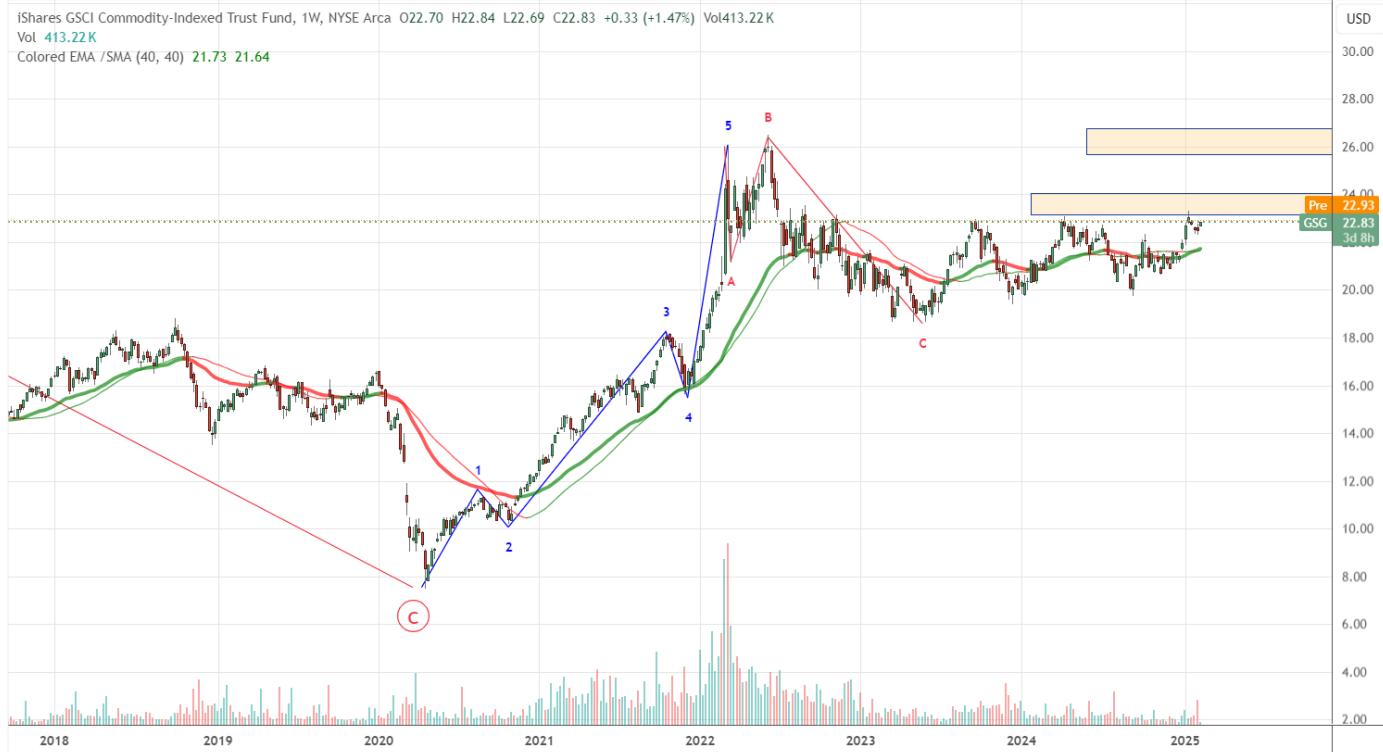 iShares GSCI Commodity-Indexed Trust Fund, 1W, NYSE Arca O22.70 H22.84 L22.69 C22.83 +0.33 (+1.47%) Vol413.22 K
Vol 413.22 K
Colored EMA /SMA (40, 40) 21.73 21.64
USD
30.00
28.00
B
5
26.00
24.00
Pre 22.93
GSG 22.83
3d 8h
22.00
A
20.00
3
18.00
C
16.00
4
14.00
1
12.00
10.00
2
8.00
C
6.00
4.00
2.00
2018 2019 2020 2021 2022 2023 2024 2025